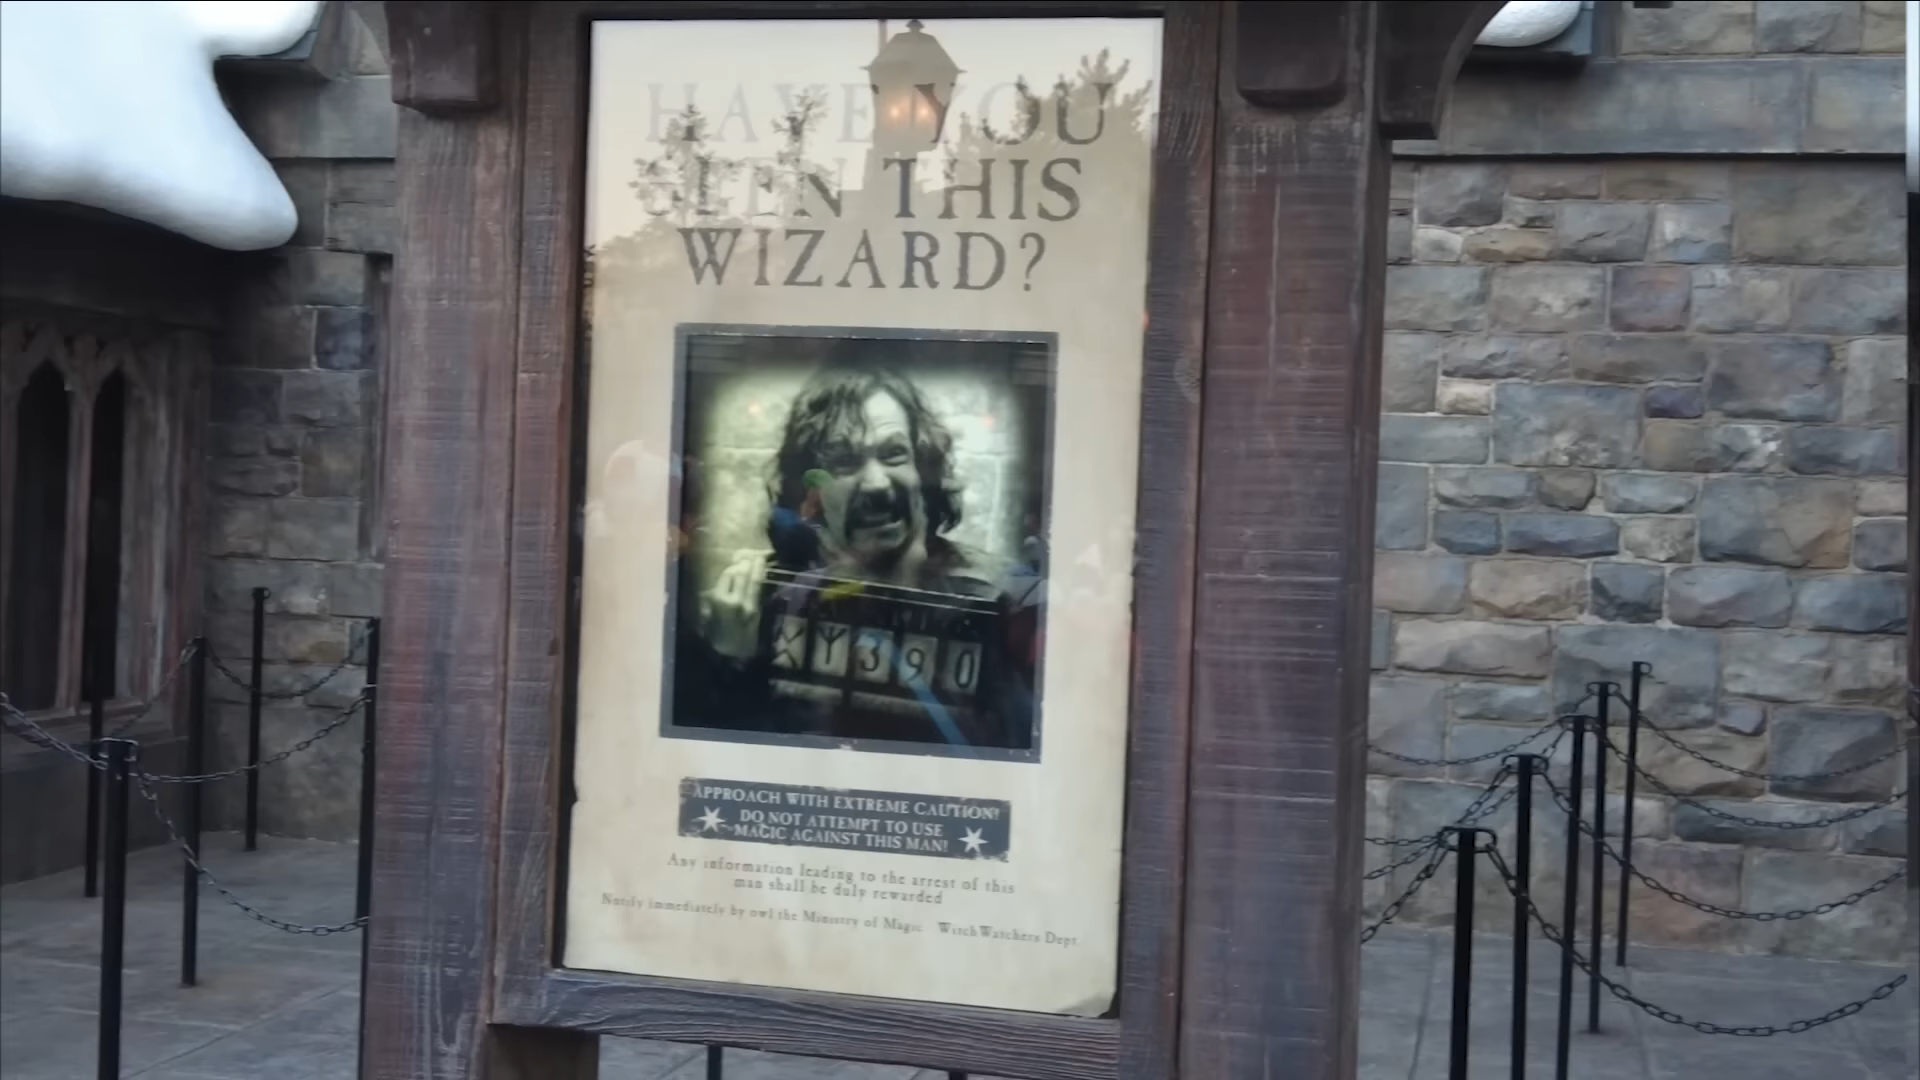 HAVE YOU
SEEN THIS
WIZARD?
390
APPROACH WITH EXTREME CAUTION!
DO NOT ATTEMPT TO USE
MAGIC AGAINST THIS MAN!
Any information leading to the arrest of this
man shall be duly rewarded
Notify immediately by owl the Ministry of Magic WitchWatchers Dept